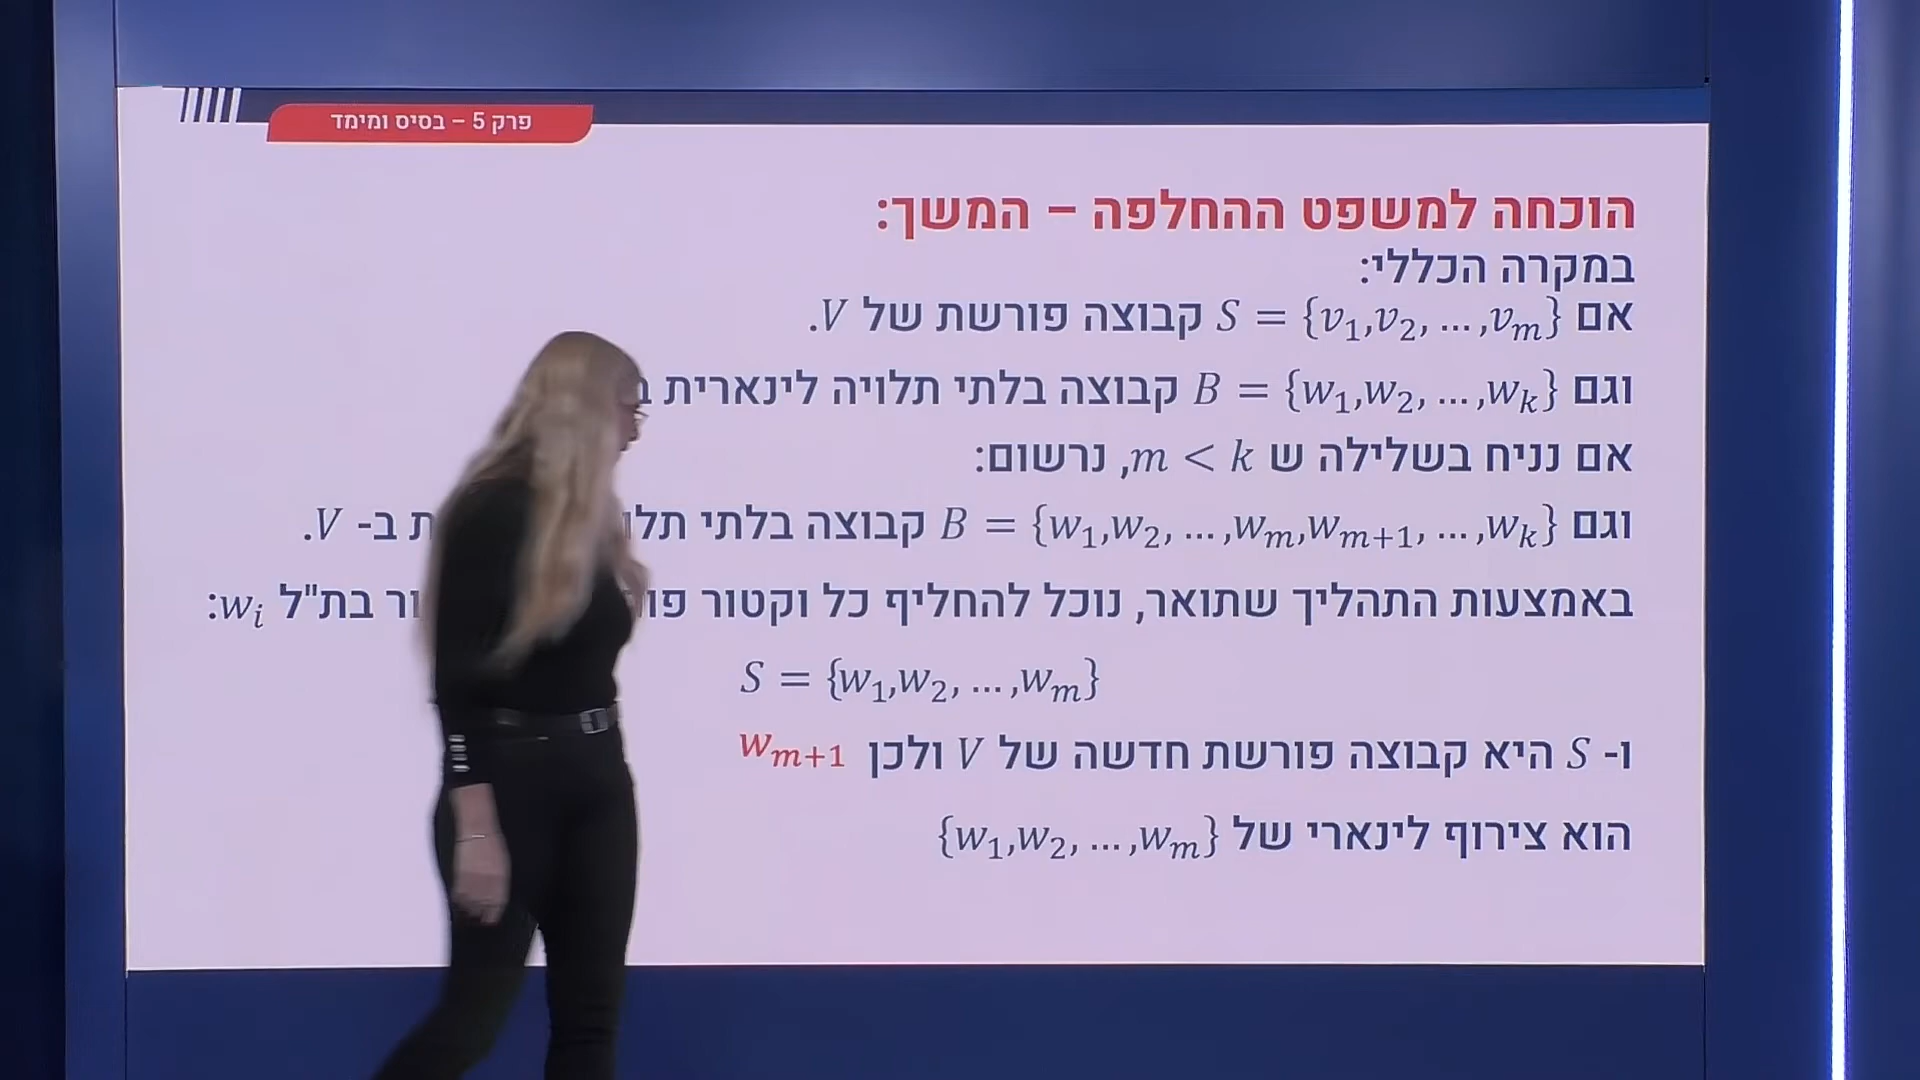 פרק 5 – בסיס ומימד
הוכחה למשפט ההחלפה – המשך:
במקרה הכללי:
אם S = {v₁,v₂, …,vₘ} קבוצה פורשת של V.
וגם B = {w₁,w₂, …,wₖ} קבוצה בלתי תלויה לינארית
אם נניח בשלילה ש m < k, נרשום:
וגם B = {w₁,w₂, …,wₘ,wₘ₊₁, …,wₖ} קבוצה בלתי ב- V.
באמצעות התהליך שתואר, נוכל להחליף כל וקטור בת"ל wᵢ:
S = {w₁,w₂, …,wₘ}
ו- S היא קבוצה פורשת חדשה של V ולכן wₘ₊₁
הוא צירוף לינארי של {w₁,w₂, …,wₘ}